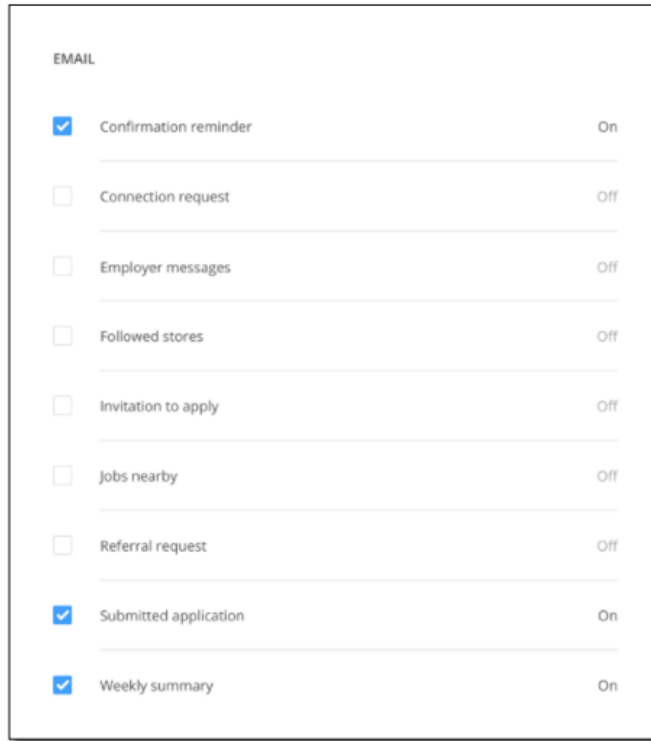 EMAIL
Confirmation reminder On
Connection request Off
Employer messages Off
Followed stores Off
Invitation to apply Off
Jobs nearby Off
Referral request Off
Submitted application On
Weekly summary On